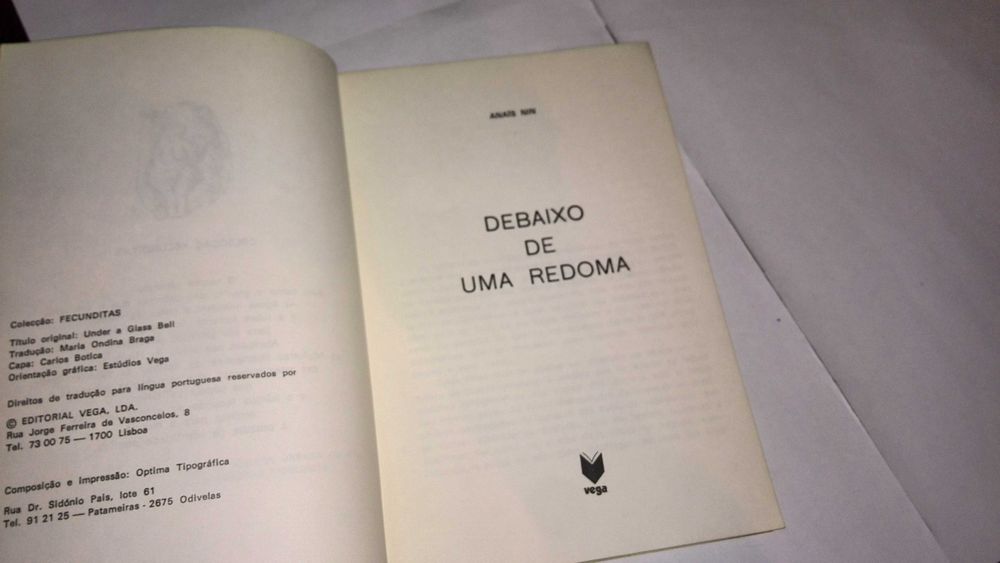 Colecção: FECUNDITAS
Título original: Under a Glass Bell
Tradução: Maria Ondina Braga
Capa: Carlos Botica
Orientação gráfica: Estúdios Vega
Direitos de tradução para língua portuguesa reservados por
© EDITORIAL VEGA, LDA.
Rua Jorge Ferreira de Vasconcelos, 8
Tel. 73 00 75 — 1700 Lisboa
Composição e Impressão: Optima Tipográfica
Rua Dr. Sidónio Pais, lote 61
Tel. 91 21 25 — Patameiras - 2675 Odivelas
ANAÏS NIN
DEBAIXO
DE
UMA REDOMA
vega